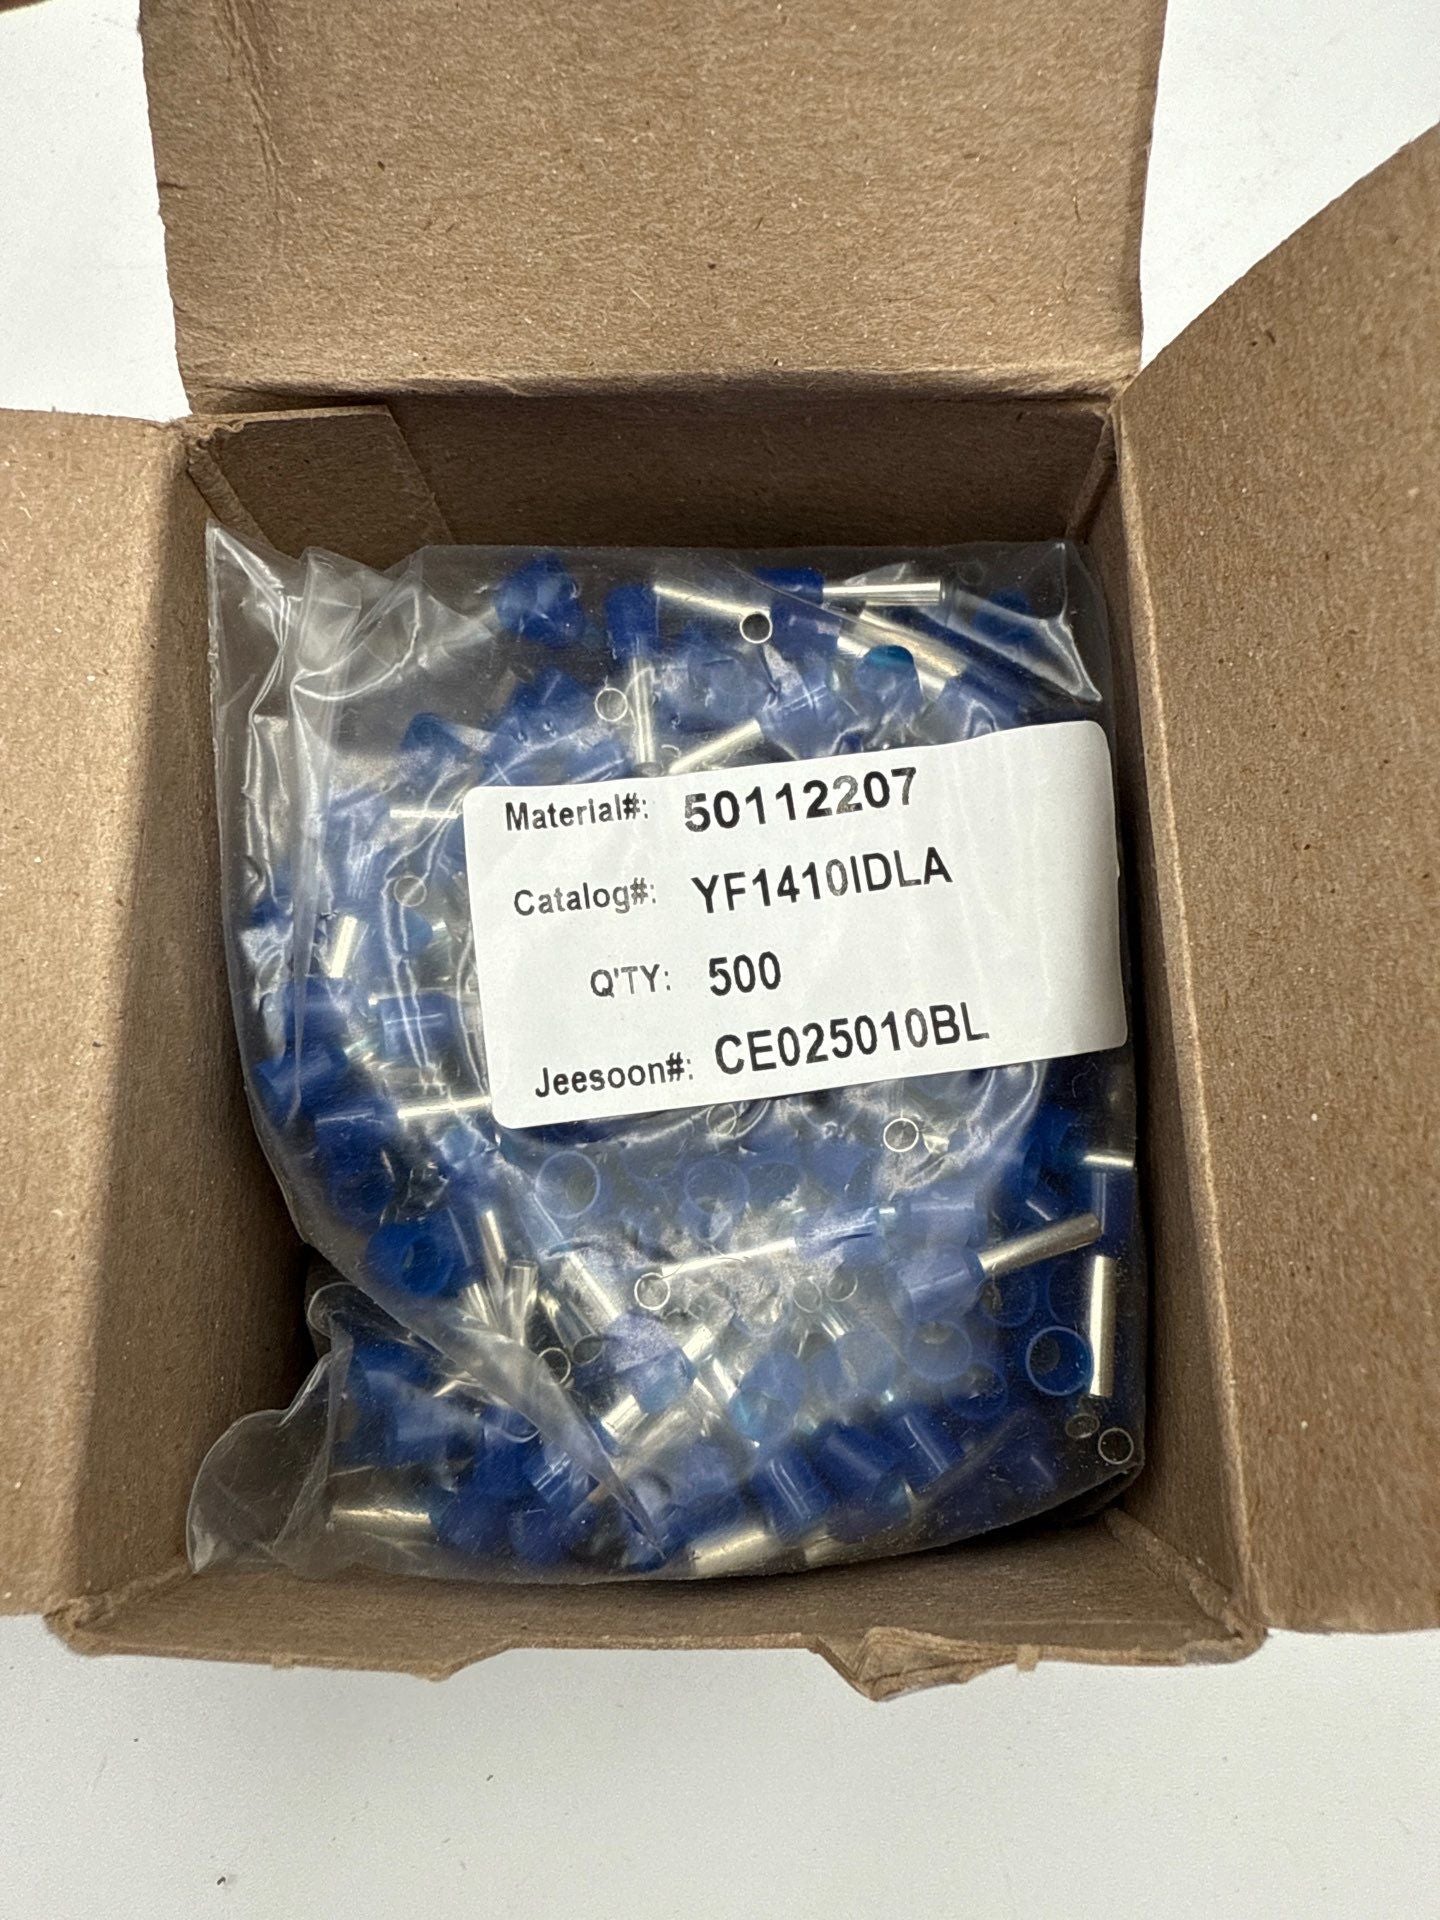 Material#: 50112207
Catalog#: YF1410IDLA
Q'TY: 500
Jeesoon#: CE025010BL